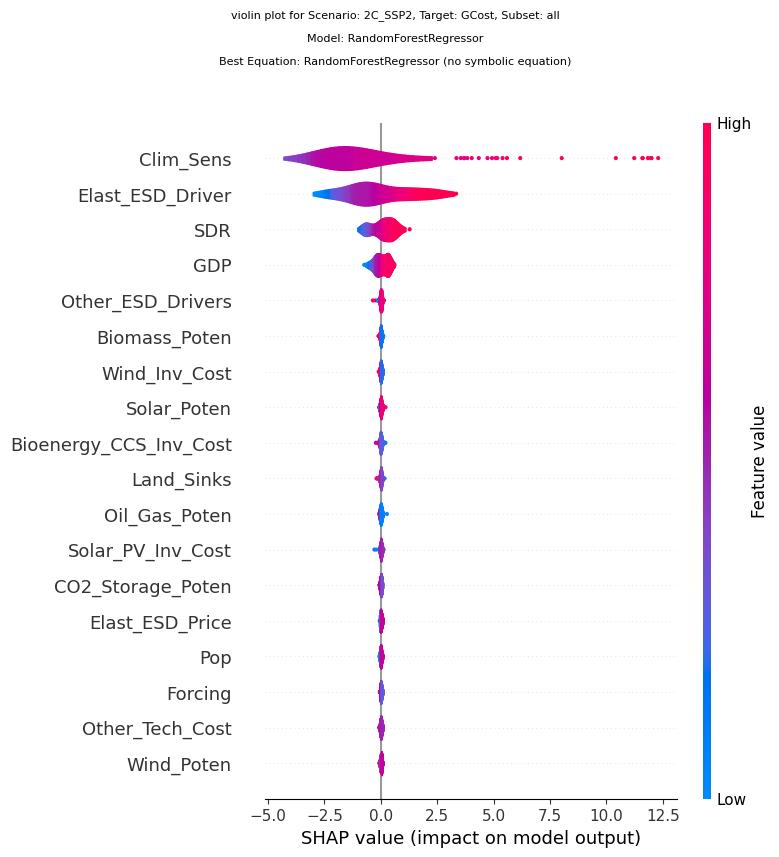 violin plot for Scenario: 2C_SSP2, Target: GCost, Subset: all
Model: RandomForestRegressor
Best Equation: RandomForestRegressor (no symbolic equation)
High
Clim_Sens
Elast_ESD_Driver
SDR
GDP
Other_ESD_Drivers
Biomass_Poten
Wind_Inv_Cost
Solar_Poten
Bioenergy_CCS_Inv_Cost
Land_Sinks
Oil_Gas_Poten
Solar_PV_Inv_Cost
CO2_Storage_Poten
Elast_ESD_Price
Pop
Forcing
Other_Tech_Cost
Wind_Poten
Feature value
Low
−5.0 −2.5 0.0 2.5 5.0 7.5 10.0 12.5
SHAP value (impact on model output)